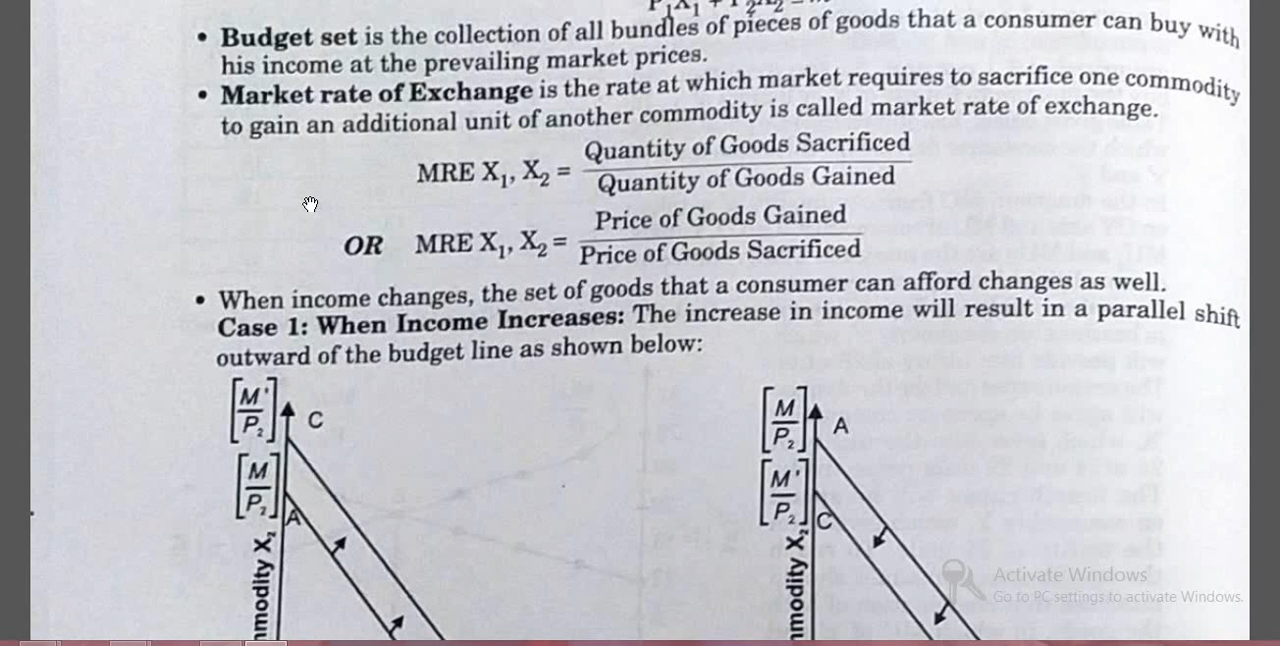 P₁X₁ +
• Budget set is the collection of all bundles of pieces of goods that a consumer can buy with
his income at the prevailing market prices.
• Market rate of Exchange is the rate at which market requires to sacrifice one commodity
to gain an additional unit of another commodity is called market rate of exchange.
MRE X₁, X₂ = Quantity of Goods Sacrificed
Quantity of Goods Gained
OR MRE X₁, X₂ = Price of Goods Gained
Price of Goods Sacrificed
• When income changes, the set of goods that a consumer can afford changes as well.
Case 1: When Income Increases: The increase in income will result in a parallel shift
outward of the budget line as shown below:
[M'/P₂] C
[M/P₂]
A
mmodity X₂
[M/P₂] A
[M'/P₂]
C
mmodity X₂
Activate Windows
Go to PC settings to activate Windows.